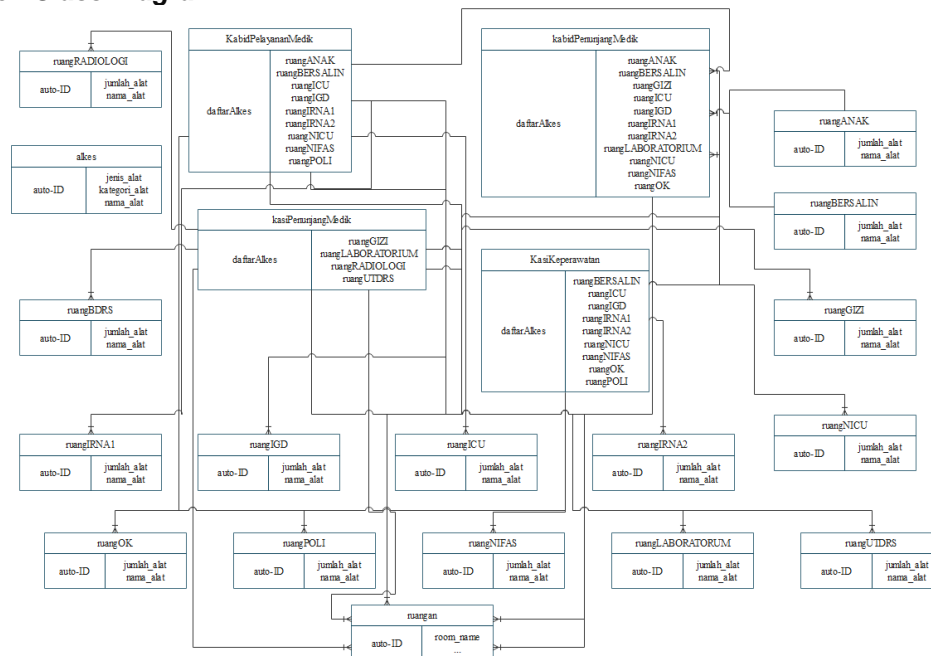 KabidPelayananMedik
daftarAlkes
ruangANAK
ruangBERSALIN
ruangICU
ruangIGD
ruangIRNA1
ruangIRNA2
ruangNICU
ruangNIFAS
ruangPOLI
kabidPenunjangMedik
daftarAlkes
ruangANAK
ruangBERSALIN
ruangGIZI
ruangICU
ruangIGD
ruangIRNA1
ruangIRNA2
ruangLABORATORIUM
ruangNICU
ruangNIFAS
ruangOK
ruangRADIOLOGI
auto-ID
jumlah_alat
nama_alat
alkes
auto-ID
jenis_alat
kategori_alat
nama_alat
ruangANAK
auto-ID
jumlah_alat
nama_alat
ruangBERSALIN
auto-ID
jumlah_alat
nama_alat
kasiPenunjangMedik
daftarAlkes
ruangGIZI
ruangLABORATORIUM
ruangRADIOLOGI
ruangUTDRS
KasiKeperawatan
daftarAlkes
ruangBERSALIN
ruangICU
ruangIGD
ruangIRNA1
ruangIRNA2
ruangNICU
ruangNIFAS
ruangOK
ruangPOLI
ruangBDRS
auto-ID
jumlah_alat
nama_alat
ruangGIZI
auto-ID
jumlah_alat
nama_alat
ruangIRNA1
auto-ID
jumlah_alat
nama_alat
ruangIGD
auto-ID
jumlah_alat
nama_alat
ruangICU
auto-ID
jumlah_alat
nama_alat
ruangIRNA2
auto-ID
jumlah_alat
nama_alat
ruangNICU
auto-ID
jumlah_alat
nama_alat
ruangOK
auto-ID
jumlah_alat
nama_alat
ruangPOLI
auto-ID
jumlah_alat
nama_alat
ruangNIFAS
auto-ID
jumlah_alat
nama_alat
ruangLABORATORUM
auto-ID
jumlah_alat
nama_alat
ruangUTDRS
auto-ID
jumlah_alat
nama_alat
ruangan
auto-ID
room_name
...